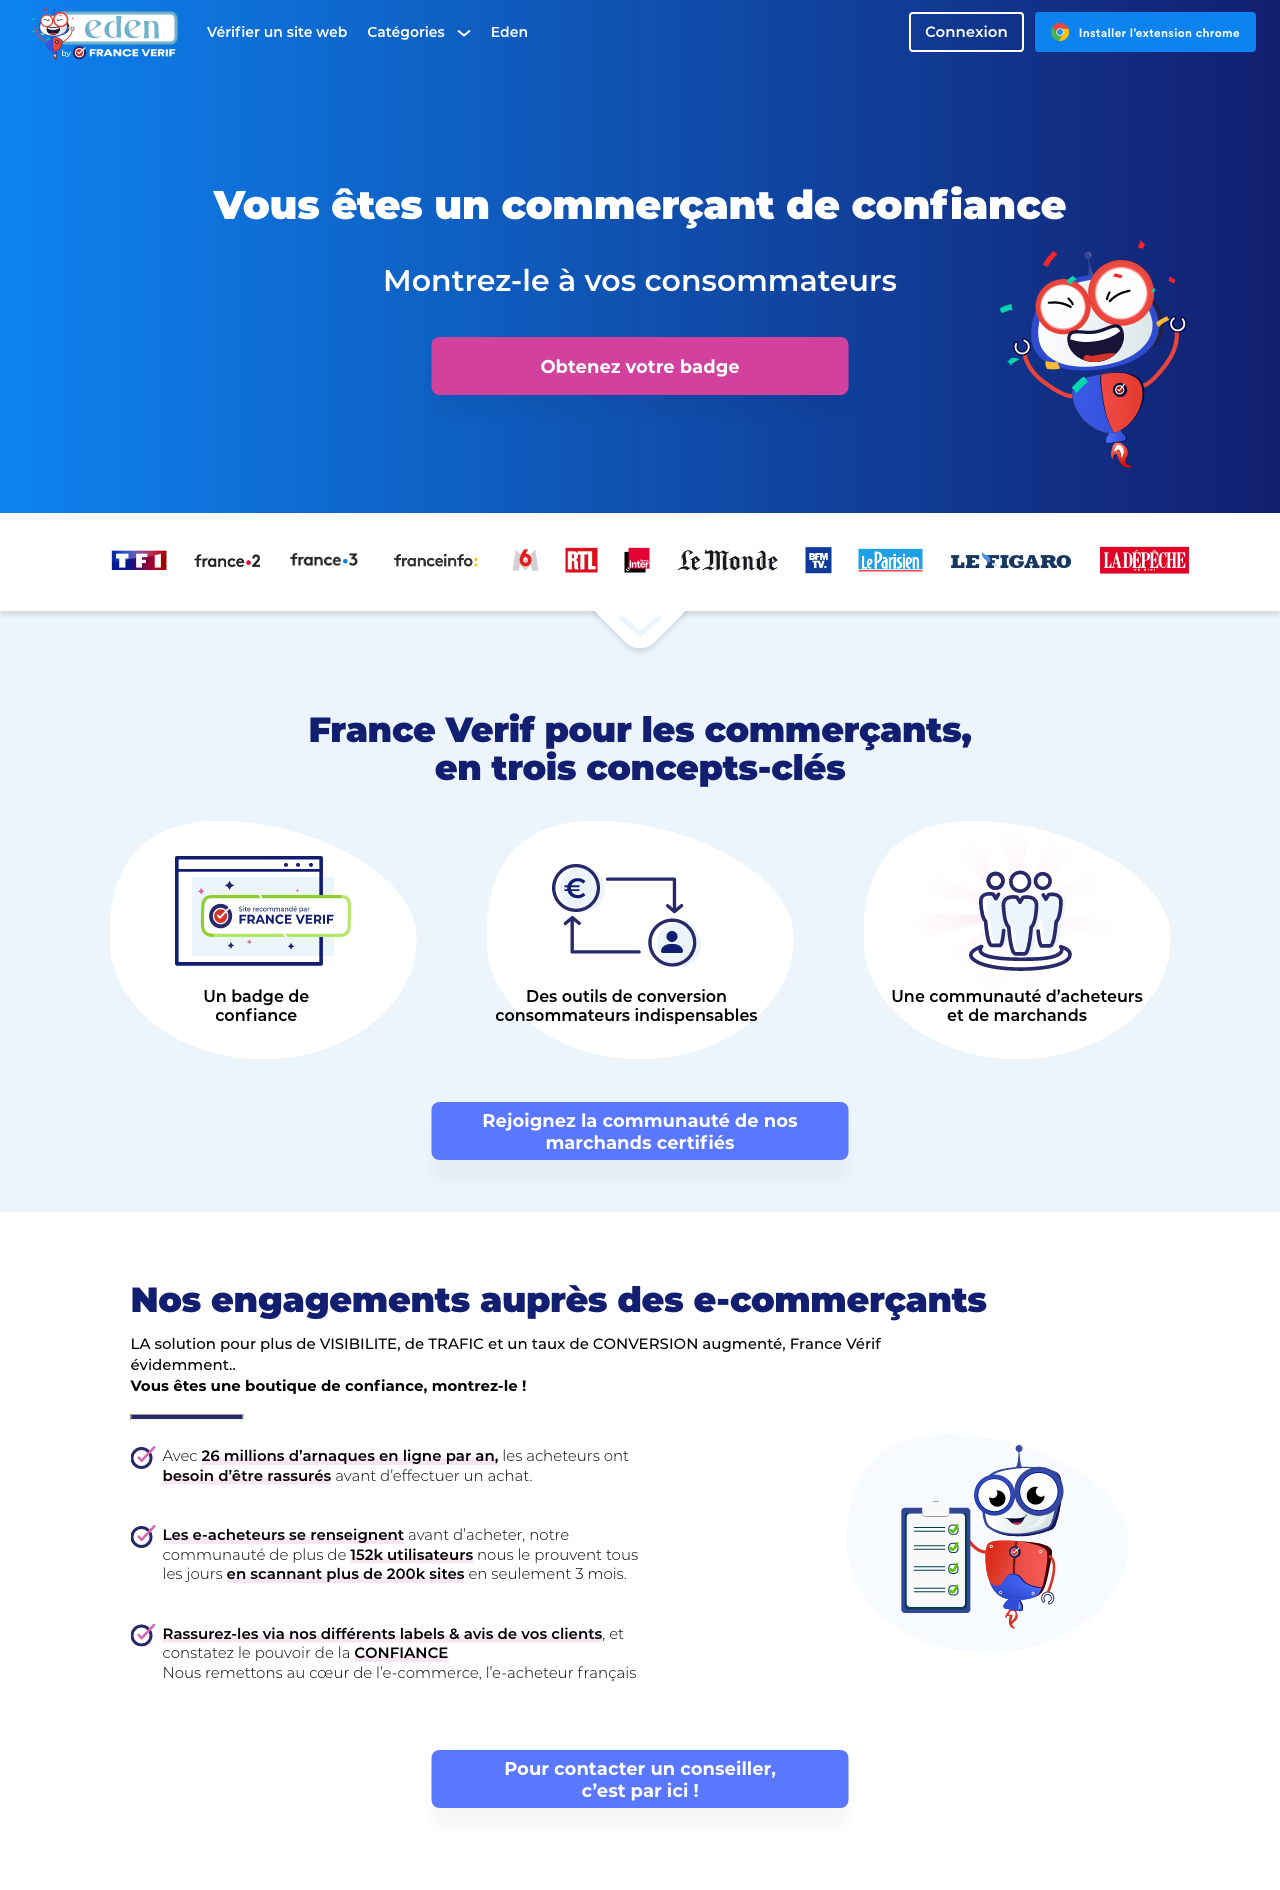 eden
by FRANCE VERIF
Vérifier un site web
Catégories
Eden
Connexion
Installer l'extension chrome
Vous êtes un commerçant de confiance
Montrez-le à vos consommateurs
Obtenez votre badge
TF1
france•2
france•3
franceinfo:
6
RTL
inter
Le Monde
BFM
TV.
Le Parisien
LE FIGARO
LA DÉPÊCHE
DU MIDI
France Verif pour les commerçants,
en trois concepts-clés
Site recommandé par
FRANCE VERIF
€
Un badge de
confiance
Des outils de conversion
consommateurs indispensables
Une communauté d'acheteurs
et de marchands
Rejoignez la communauté de nos
marchands certifiés
Nos engagements auprès des e-commerçants
LA solution pour plus de VISIBILITE, de TRAFIC et un taux de CONVERSION augmenté, France Vérif
évidemment..
Vous êtes une boutique de confiance, montrez-le !
Avec 26 millions d'arnaques en ligne par an, les acheteurs ont
besoin d'être rassurés avant d'effectuer un achat.
Les e-acheteurs se renseignent avant d'acheter, notre
communauté de plus de 152k utilisateurs nous le prouvent tous
les jours en scannant plus de 200k sites en seulement 3 mois.
Rassurez-les via nos différents labels & avis de vos clients, et
constatez le pouvoir de la CONFIANCE
Nous remettons au cœur de l'e-commerce, l'e-acheteur français
Pour contacter un conseiller,
c'est par ici !